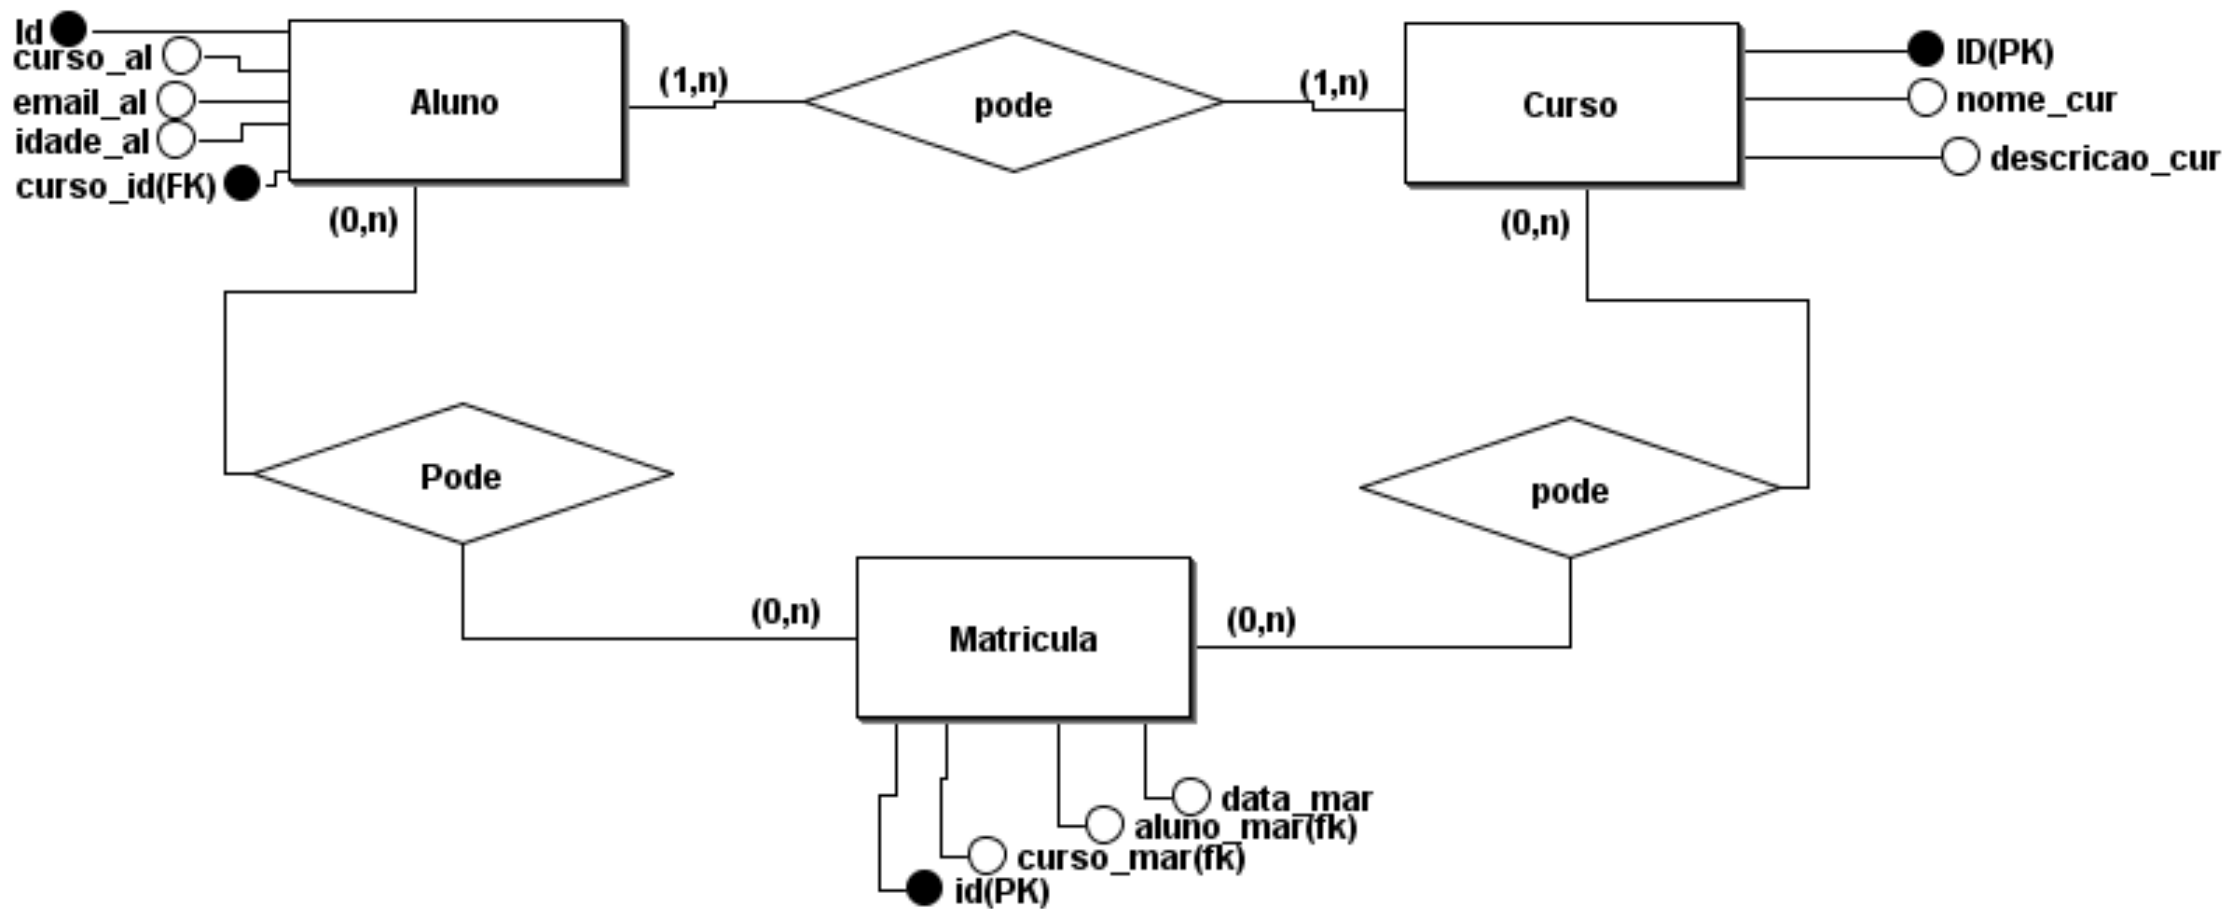 Id
curso_al
email_al
idade_al
curso_id(FK)
Aluno
(1,n)
pode
(1,n)
Curso
ID(PK)
nome_cur
descricao_cur
(0,n)
(0,n)
Pode
pode
(0,n)
Matricula
(0,n)
data_mar
aluno_mar(fk)
curso_mar(fk)
id(PK)